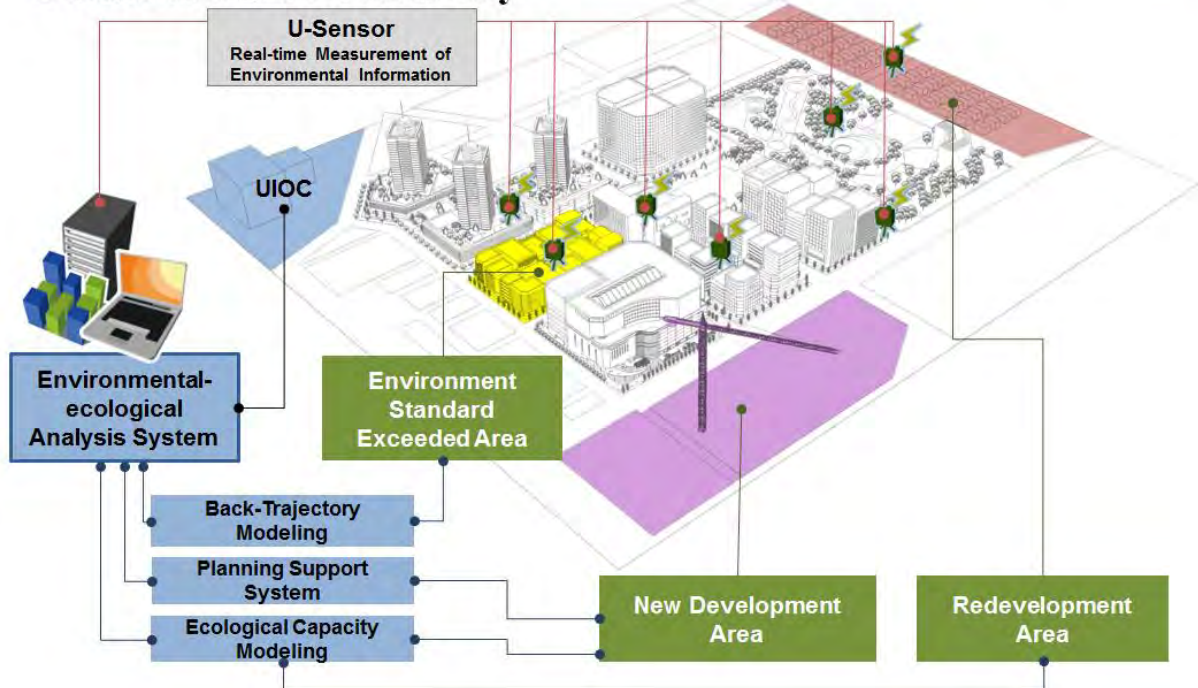 U-Sensor
Real-time Measurement of
Environmental Information
UIOC
Environmental-
ecological
Analysis System
Environment
Standard
Exceeded Area
Back-Trajectory
Modeling
Planning Support
System
Ecological Capacity
Modeling
New Development
Area
Redevelopment
Area